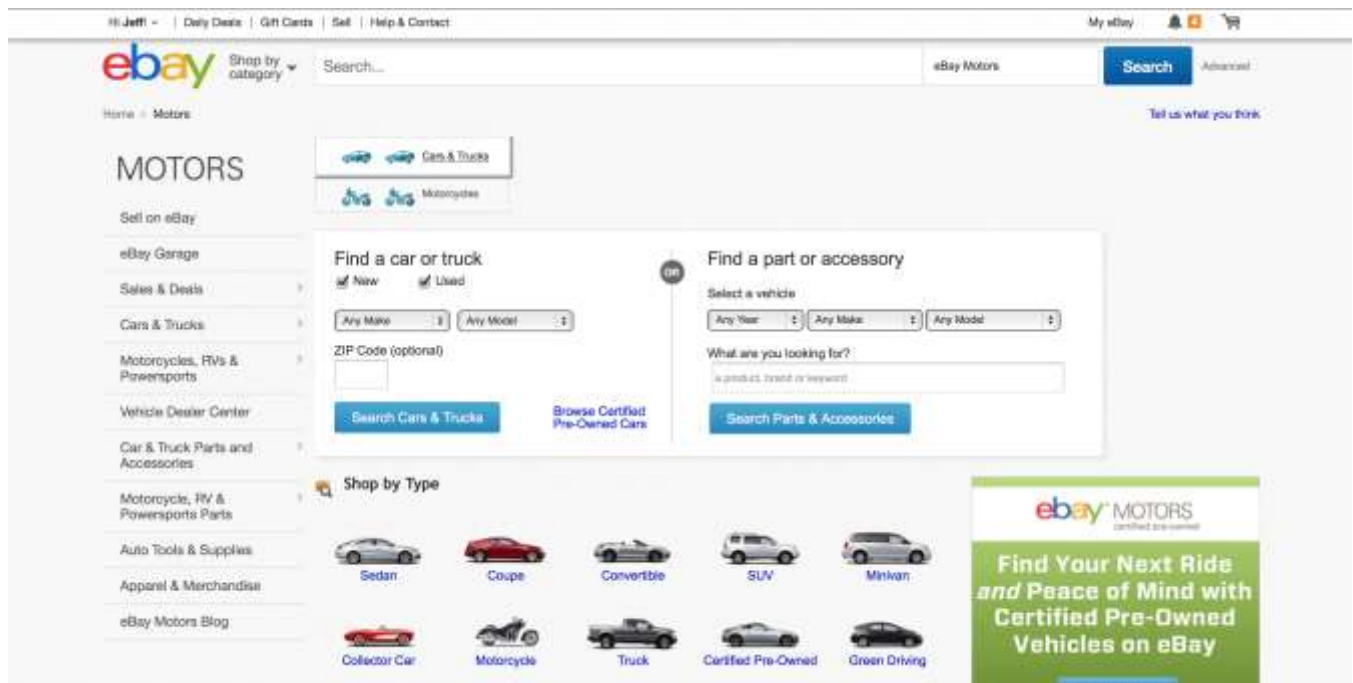 Hi Jeff! | Daily Deals | Gift Cards | Sell | Help & Contact
My eBay 4
ebay Shop by
category
Search... eBay Motors Search Advanced
Home > Motors
Tell us what you think
MOTORS
Cars & Trucks
Motorcycles
Sell on eBay
eBay Garage
Sales & Deals
Cars & Trucks
Motorcycles, RVs &
Powersports
Vehicle Dealer Center
Car & Truck Parts and
Accessories
Motorcycle, RV &
Powersports Parts
Auto Tools & Supplies
Apparel & Merchandise
eBay Motors Blog
Find a car or truck
New Used
Any Make Any Model
ZIP Code (optional)
Search Cars & Trucks
Browse Certified
Pre-Owned Cars
OR
Find a part or accessory
Select a vehicle
Any Year Any Make Any Model
What are you looking for?
a product, brand or keyword
Search Parts & Accessories
Shop by Type
Sedan Coupe Convertible SUV Minivan
Collector Car Motorcycle Truck Certified Pre-Owned Green Driving
ebay MOTORS
certified pre-owned
Find Your Next Ride
and Peace of Mind with
Certified Pre-Owned
Vehicles on eBay